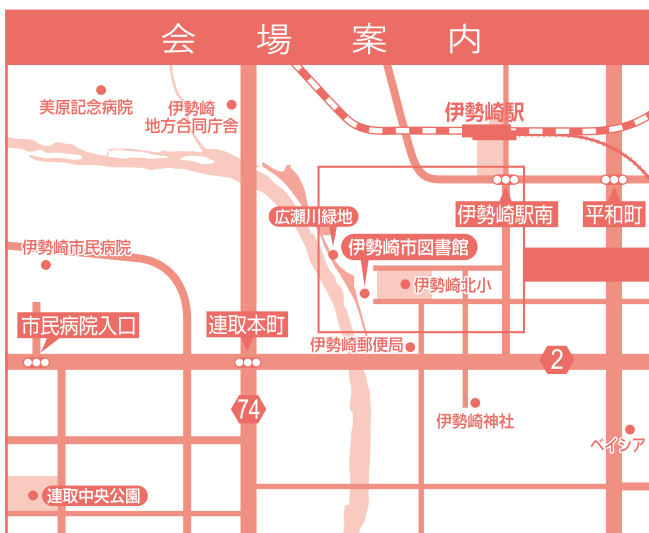 会場案内
美原記念病院
伊勢崎
地方合同庁舎
伊勢崎駅
広瀬川緑地
伊勢崎駅南
平和町
伊勢崎市民病院
伊勢崎市図書館
伊勢崎北小
市民病院入口
連取本町
伊勢崎郵便局
2
74
伊勢崎神社
ベイシア
連取中央公園